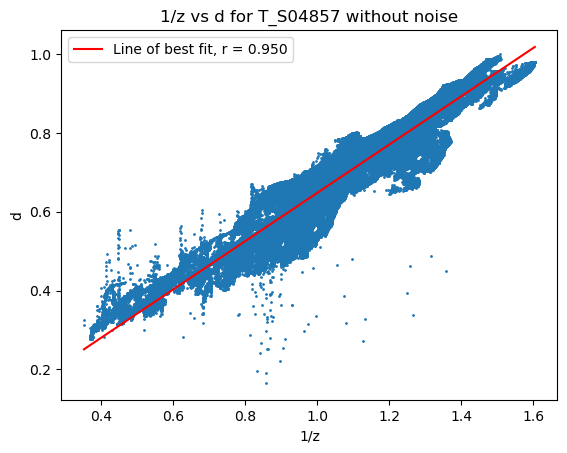 1/z vs d for T_S04857 without noise
Line of best fit, r = 0.950
1.0
0.8
0.6
0.4
0.2
d
0.4 0.6 0.8 1.0 1.2 1.4 1.6
1/z